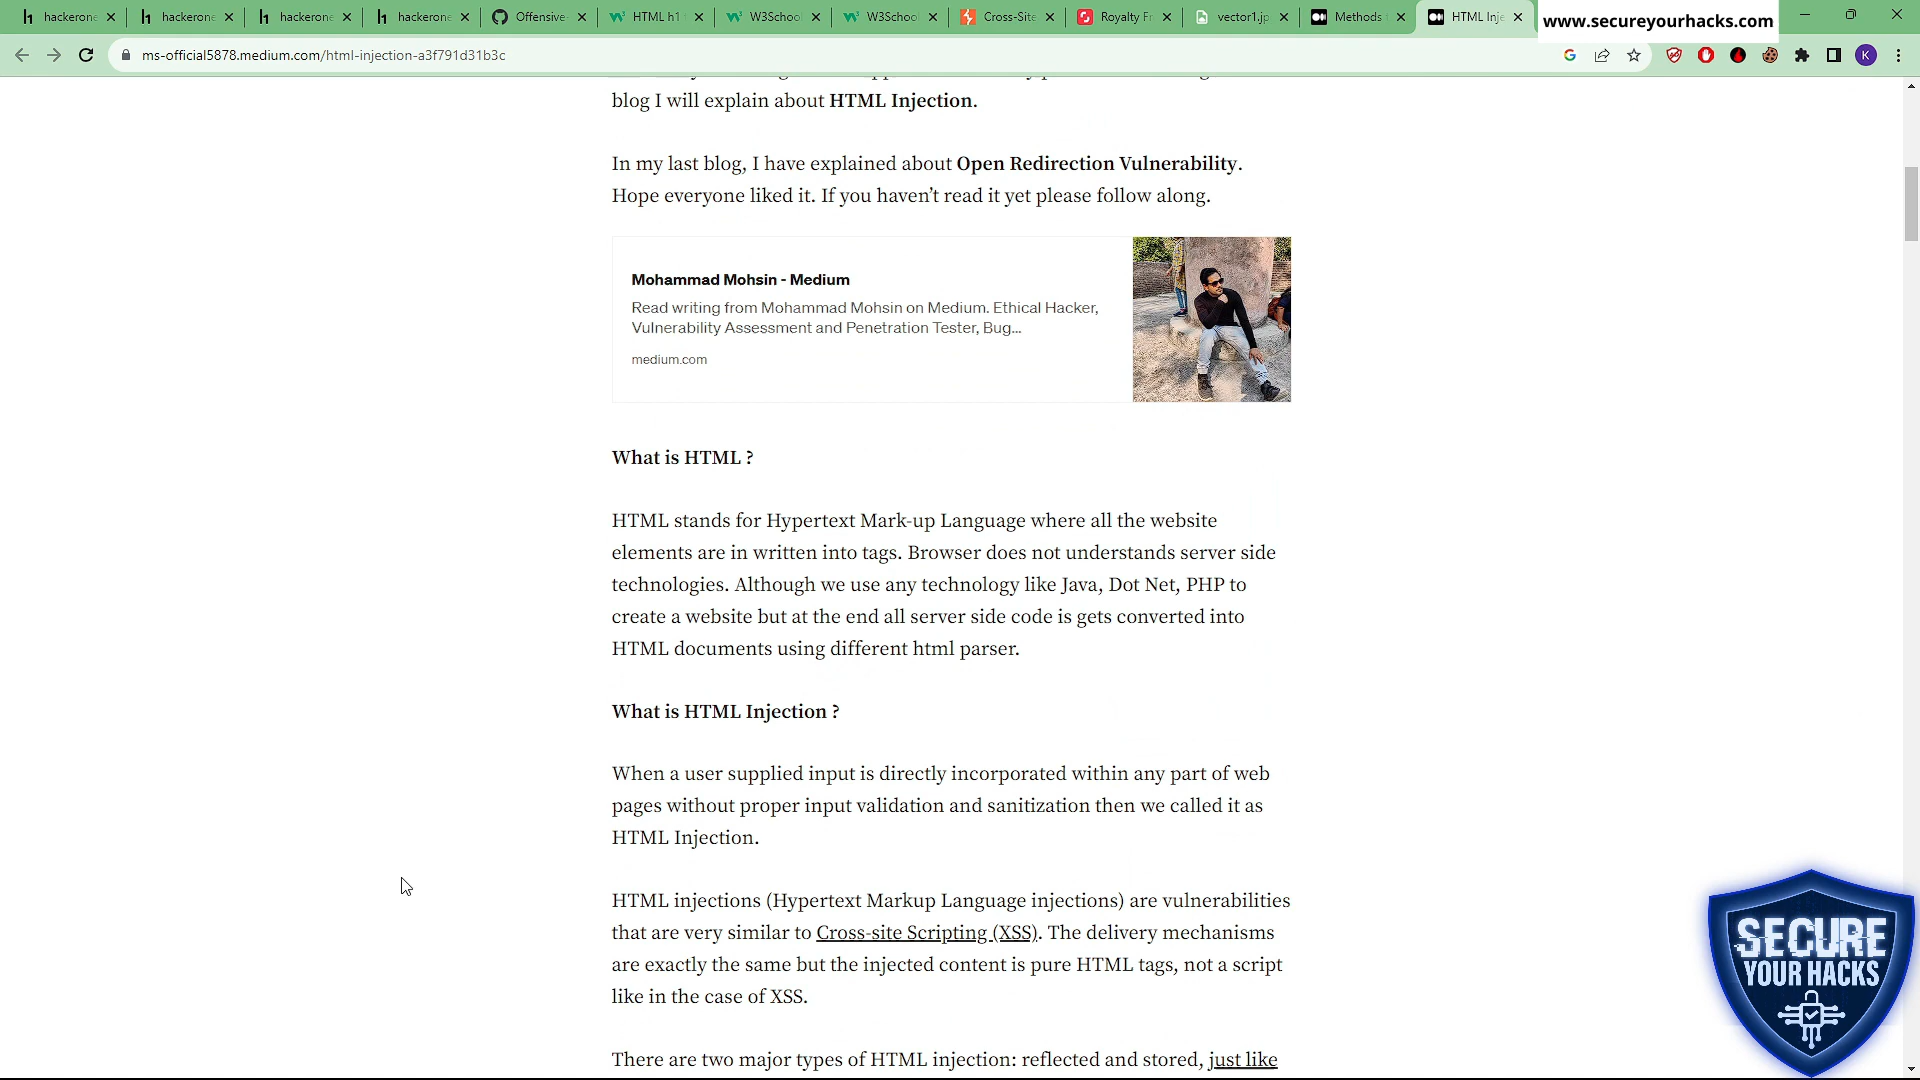 hackerone
hackerone
hackerone
hackerone
Offensive
HTML h1
W3School
W3School
Cross-Site
Royalty Fr
vector1.jp
Methods
HTML Inje
www.secureyourhacks.com
ms-official5878.medium.com/html-injection-a3f791d31b3c
K
blog I will explain about HTML Injection.
In my last blog, I have explained about Open Redirection Vulnerability.
Hope everyone liked it. If you haven’t read it yet please follow along.
Mohammad Mohsin - Medium
Read writing from Mohammad Mohsin on Medium. Ethical Hacker,
Vulnerability Assessment and Penetration Tester, Bug...
medium.com
What is HTML ?
HTML stands for Hypertext Mark-up Language where all the website
elements are in written into tags. Browser does not understands server side
technologies. Although we use any technology like Java, Dot Net, PHP to
create a website but at the end all server side code is gets converted into
HTML documents using different html parser.
What is HTML Injection ?
When a user supplied input is directly incorporated within any part of web
pages without proper input validation and sanitization then we called it as
HTML Injection.
HTML injections (Hypertext Markup Language injections) are vulnerabilities
that are very similar to Cross-site Scripting (XSS). The delivery mechanisms
are exactly the same but the injected content is pure HTML tags, not a script
like in the case of XSS.
There are two major types of HTML injection: reflected and stored, just like
SECURE
YOUR HACKS